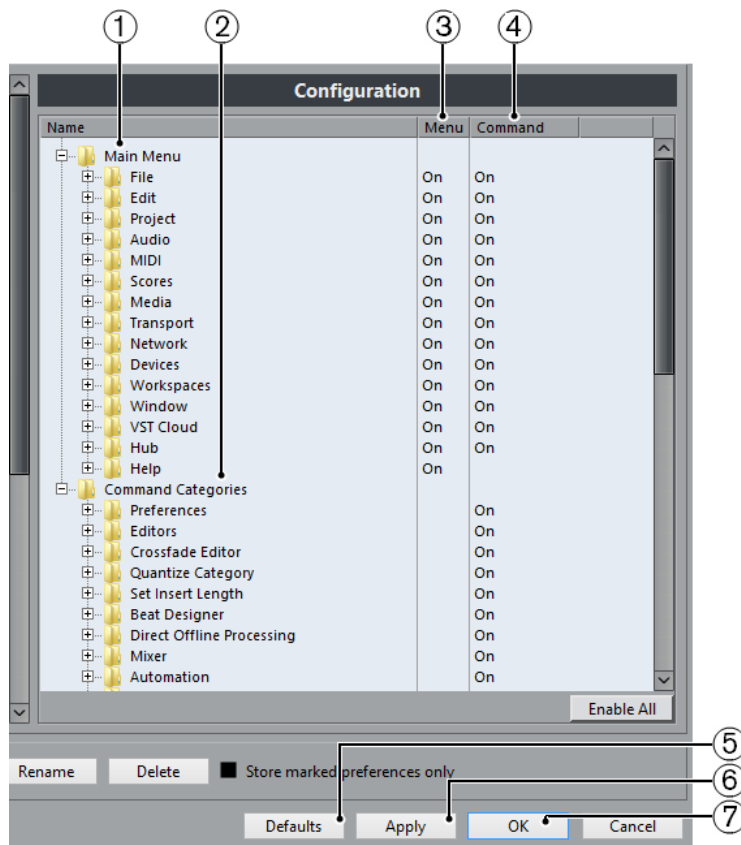 1 2 3 4
Configuration
Name Menu Command
Main Menu
File On On
Edit On On
Project On On
Audio On On
MIDI On On
Scores On On
Media On On
Transport On On
Network On On
Devices On On
Workspaces On On
Window On On
VST Cloud On On
Hub On On
Help On
Command Categories
Preferences On
Editors On
Crossfade Editor On
Quantize Category On
Set Insert Length On
Beat Designer On
Direct Offline Processing On
Mixer On
Automation On
Enable All
5
Rename Delete Store marked preferences only
6
Defaults Apply OK Cancel
7